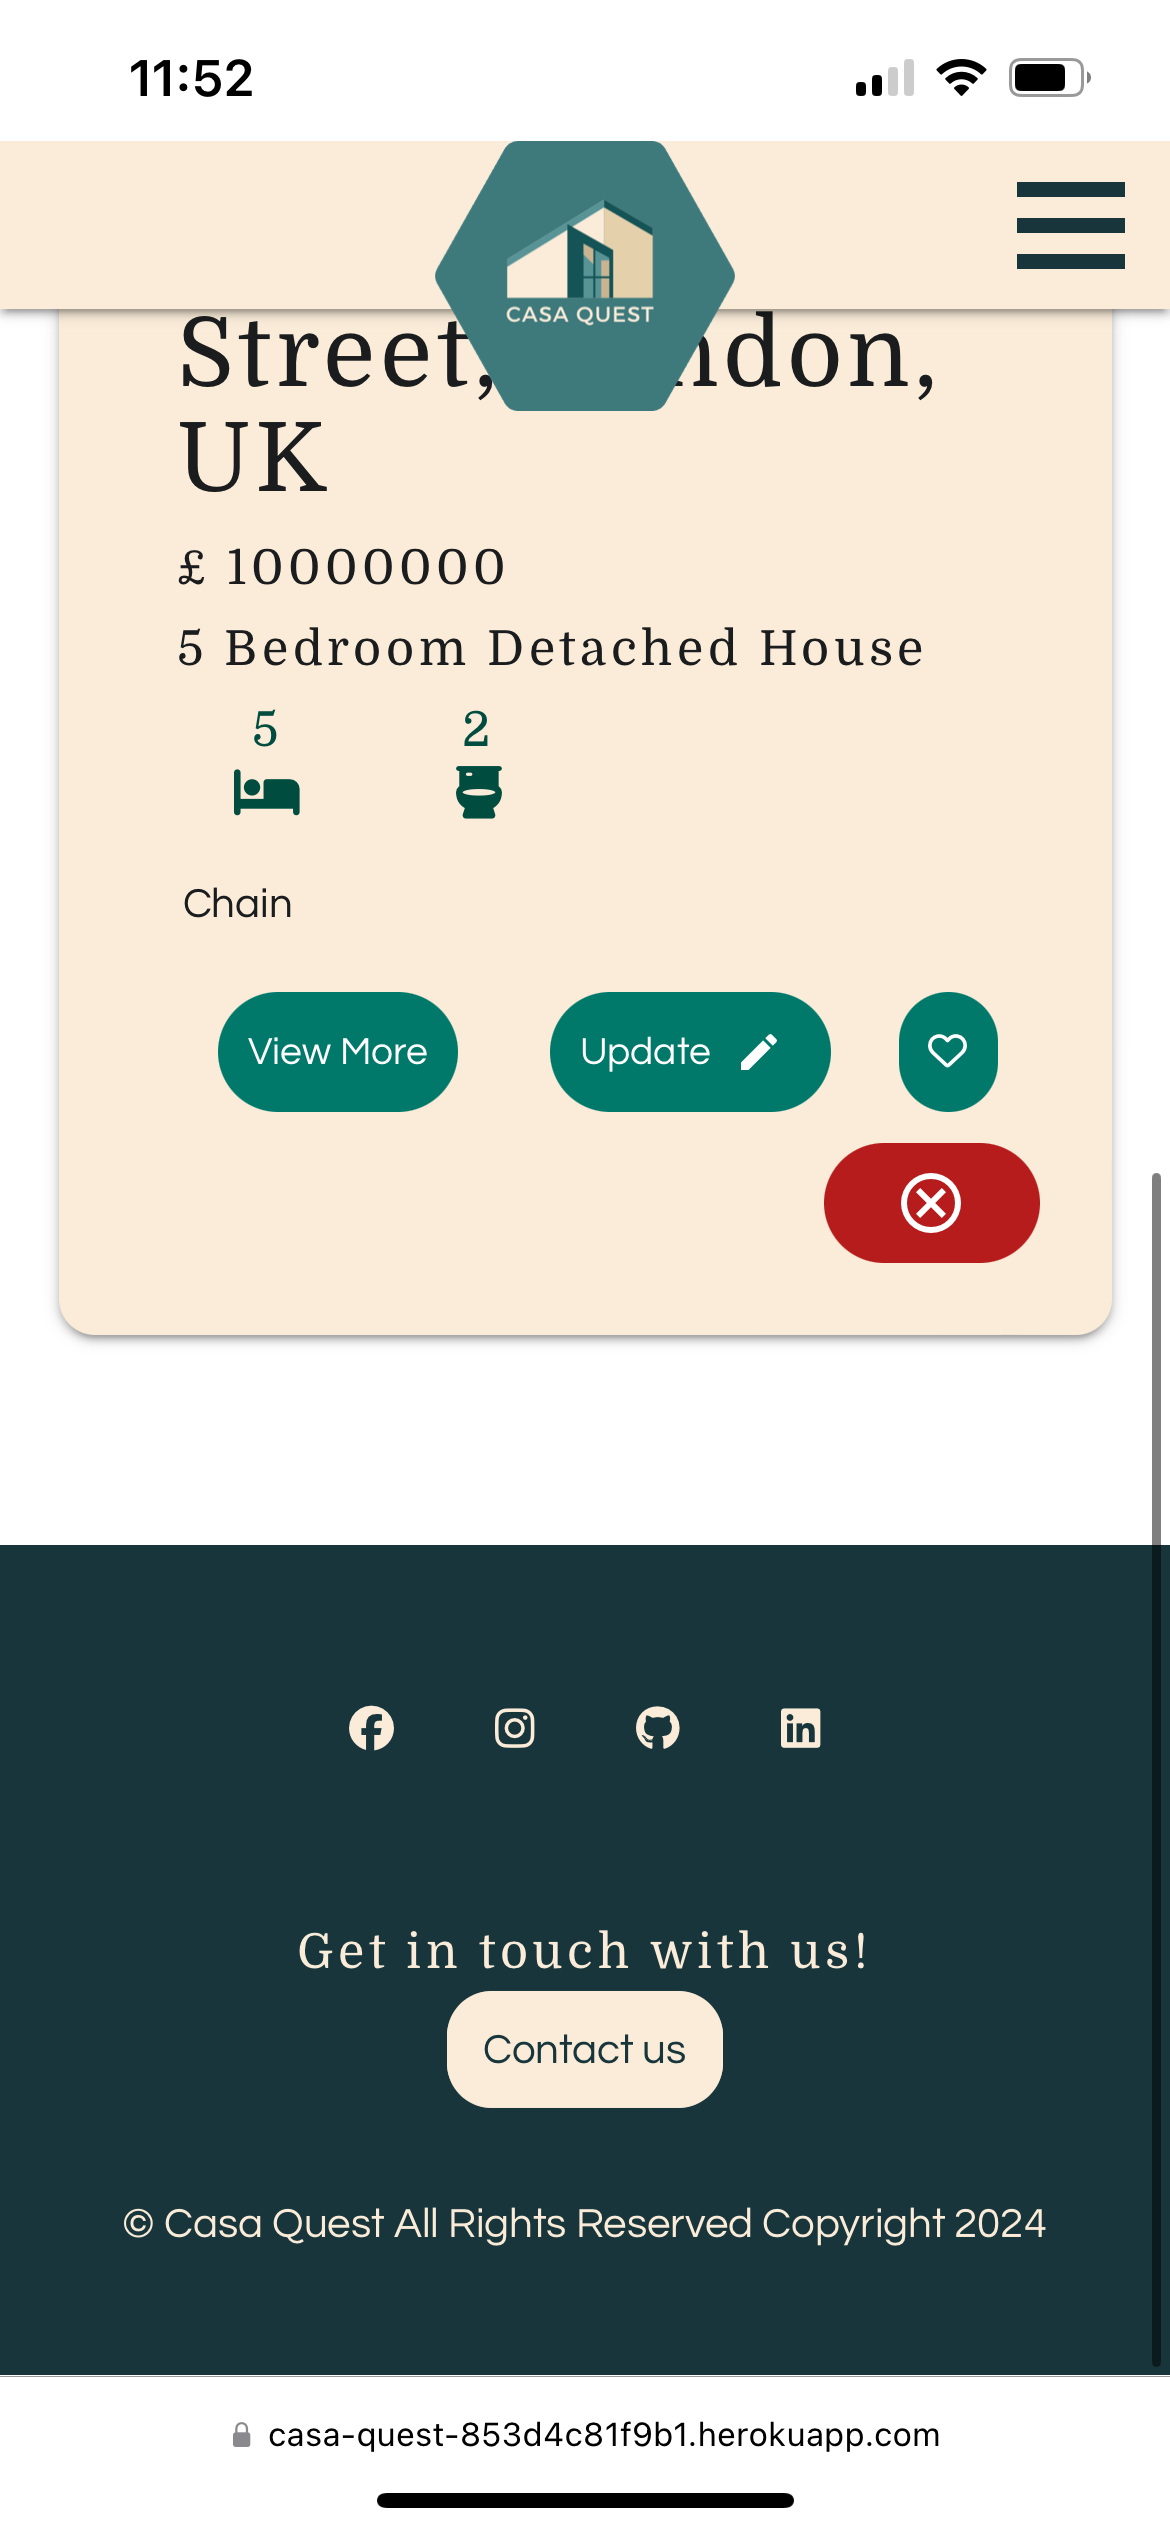 11:52
CASA QUEST
Street, ndon,
UK
£ 10000000
5 Bedroom Detached House
5 2
Chain
View More Update
Get in touch with us!
Contact us
© Casa Quest All Rights Reserved Copyright 2024
casa-quest-853d4c81f9b1.herokuapp.com